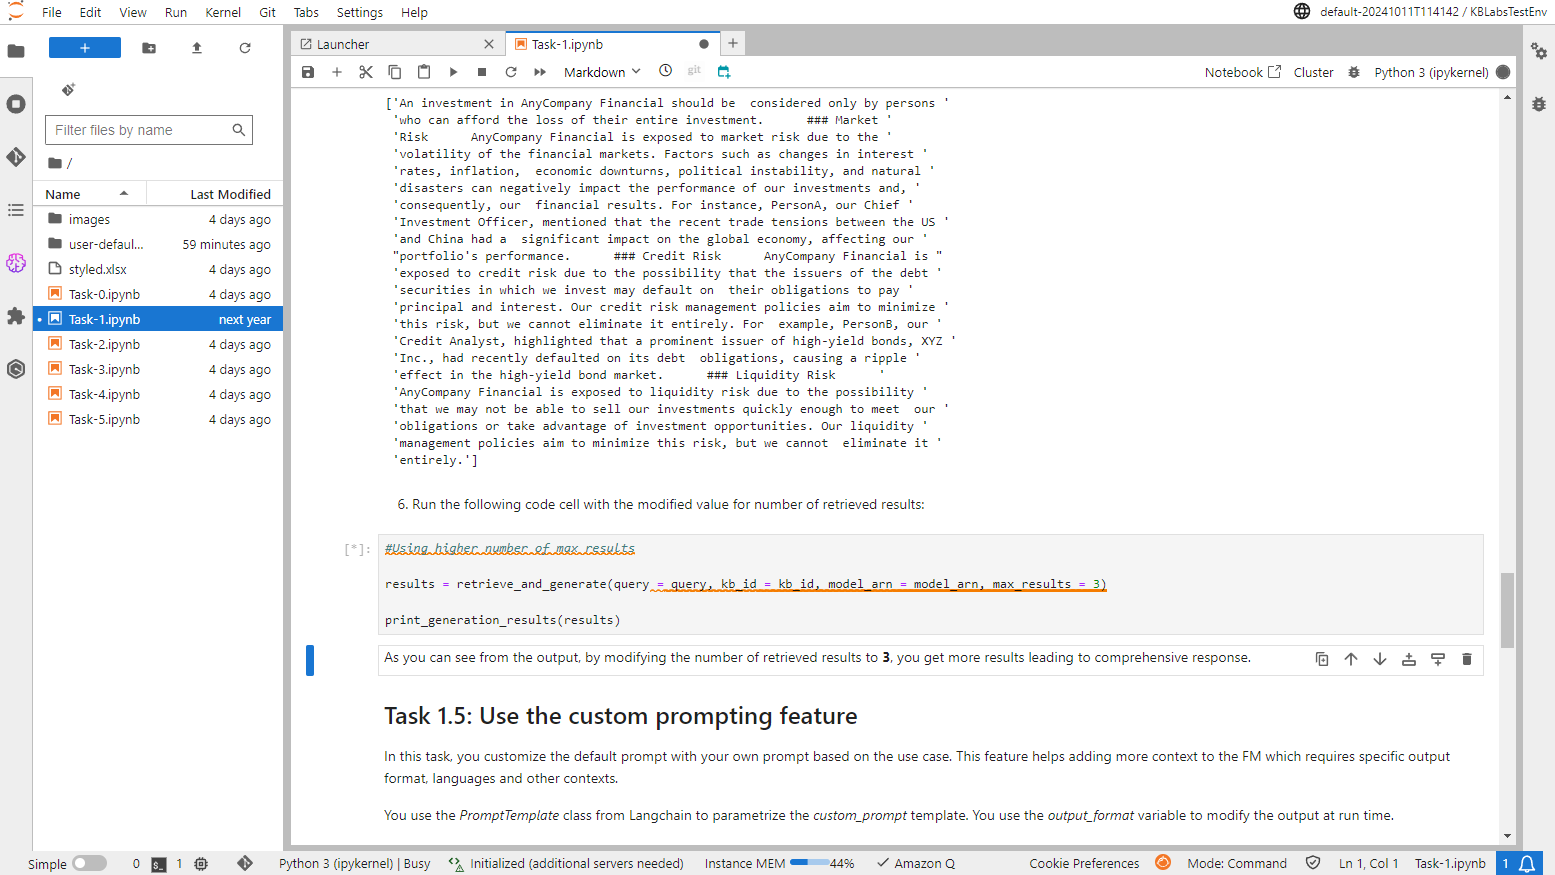 File Edit View Run Kernel Git Tabs Settings Help
default-20241011T114142 / KBLabsTestEnv
+
Filter files by name
/
Name Last Modified
images 4 days ago
user-defaul... 59 minutes ago
styled.xlsx 4 days ago
Task-0.ipynb 4 days ago
Task-1.ipynb next year
Task-2.ipynb 4 days ago
Task-3.ipynb 4 days ago
Task-4.ipynb 4 days ago
Task-5.ipynb 4 days ago
Launcher Task-1.ipynb
Markdown git Notebook Cluster Python 3 (ipykernel)
['An investment in AnyCompany Financial should be  considered only by persons '
'who can afford the loss of their entire investment.      ### Market '
'Risk      AnyCompany Financial is exposed to market risk due to the '
'volatility of the financial markets. Factors such as changes in interest '
'rates, inflation,  economic downturns, political instability, and natural '
'disasters can negatively impact the performance of our investments and, '
'consequently, our  financial results. For instance, PersonA, our Chief '
'Investment Officer, mentioned that the recent trade tensions between the US '
'and China had a  significant impact on the global economy, affecting our '
"portfolio's performance.      ### Credit Risk      AnyCompany Financial is "
'exposed to credit risk due to the possibility that the issuers of the debt '
'securities in which we invest may default on  their obligations to pay '
'principal and interest. Our credit risk management policies aim to minimize '
'this risk, but we cannot eliminate it entirely. For  example, PersonB, our '
'Credit Analyst, highlighted that a prominent issuer of high-yield bonds, XYZ '
'Inc., had recently defaulted on its debt  obligations, causing a ripple '
'effect in the high-yield bond market.      ### Liquidity Risk      '
'AnyCompany Financial is exposed to liquidity risk due to the possibility '
'that we may not be able to sell our investments quickly enough to meet  our '
'obligations or take advantage of investment opportunities. Our liquidity '
'management policies aim to minimize this risk, but we cannot  eliminate it '
'entirely.']
6. Run the following code cell with the modified value for number of retrieved results:
[*]: #Using higher number of max results
results = retrieve_and_generate(query = query, kb_id = kb_id, model_arn = model_arn, max_results = 3)
print_generation_results(results)
As you can see from the output, by modifying the number of retrieved results to 3, you get more results leading to comprehensive response.
Task 1.5: Use the custom prompting feature
In this task, you customize the default prompt with your own prompt based on the use case. This feature helps adding more context to the FM which requires specific output
format, languages and other contexts.
You use the PromptTemplate class from Langchain to parametrize the custom_prompt template. You use the output_format variable to modify the output at run time.
Simple 0 1 Python 3 (ipykernel) | Busy Initialized (additional servers needed) Instance MEM 44% Amazon Q Cookie Preferences Mode: Command Ln 1, Col 1 Task-1.ipynb 1